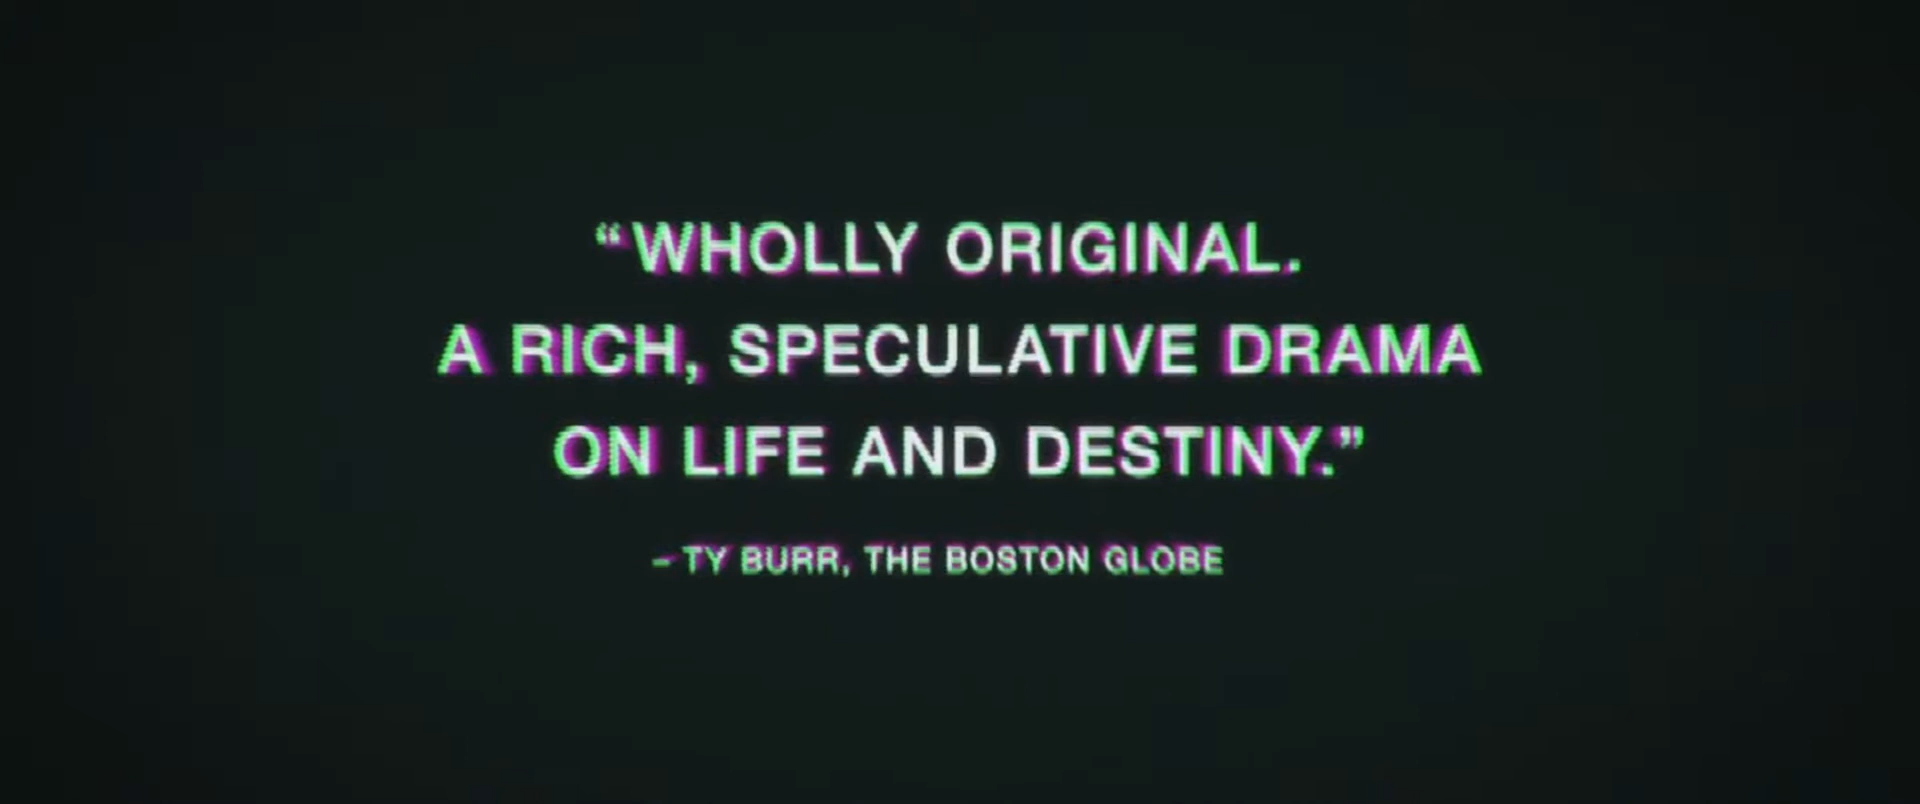 “WHOLLY ORIGINAL.
A RICH, SPECULATIVE DRAMA
ON LIFE AND DESTINY.”
– TY BURR, THE BOSTON GLOBE